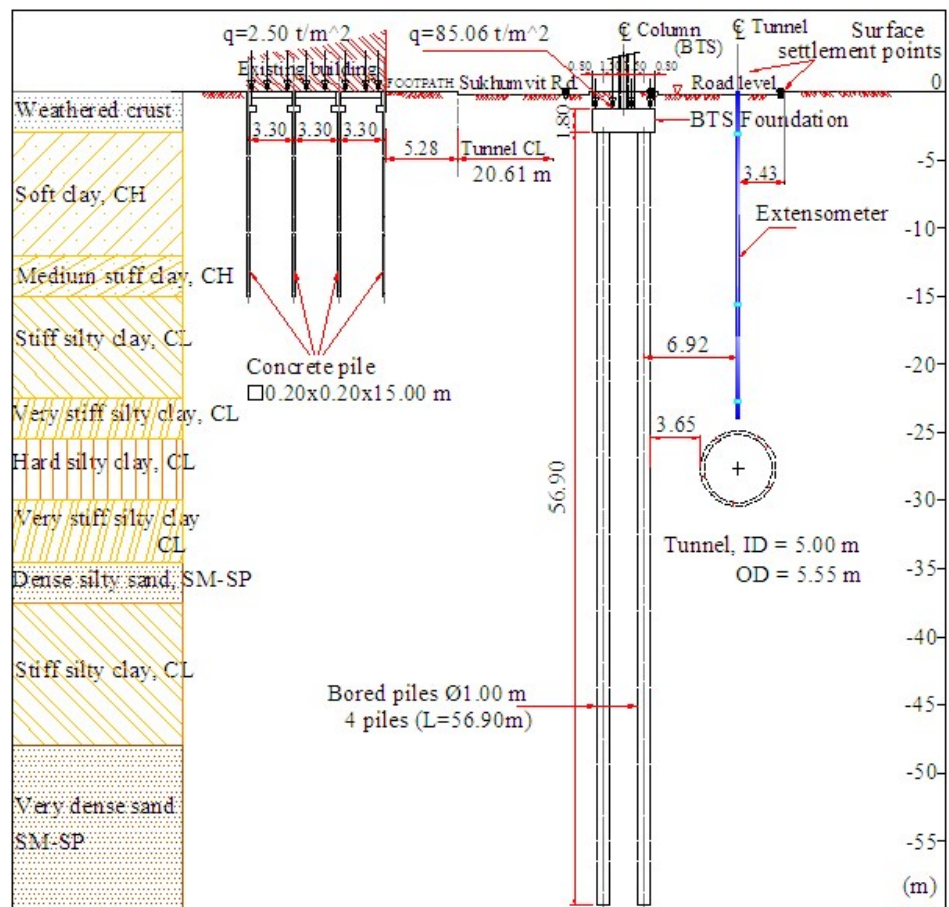 q=2.50 t/m^2
q=85.06 t/m^2
℄ Column
(BTS)
℄ Tunnel
Surface
settlement points
Existing building
FOOTPATH
Sukhumvit Rd.
0.80
0.80
Road level
0
Weathered crust
1.80
BTS Foundation
3.30
3.30
3.30
5.28
Tunnel CL
20.61 m
3.43
-5
Soft clay, CH
Extensometer
-10
Medium stiff clay, CH
-15
Stiff silty clay, CL
Concrete pile
□0.20x0.20x15.00 m
6.92
-20
Very stiff silty clay, CL
3.65
-25
Hard silty clay, CL
56.90
-30
Very stiff silty clay
CL
Tunnel, ID = 5.00 m
OD = 5.55 m
Dense silty sand, SM-SP
-35
-40
Stiff silty clay, CL
Bored piles Ø1.00 m
4 piles (L=56.90m)
-45
-50
Very dense sand
SM-SP
-55
(m)